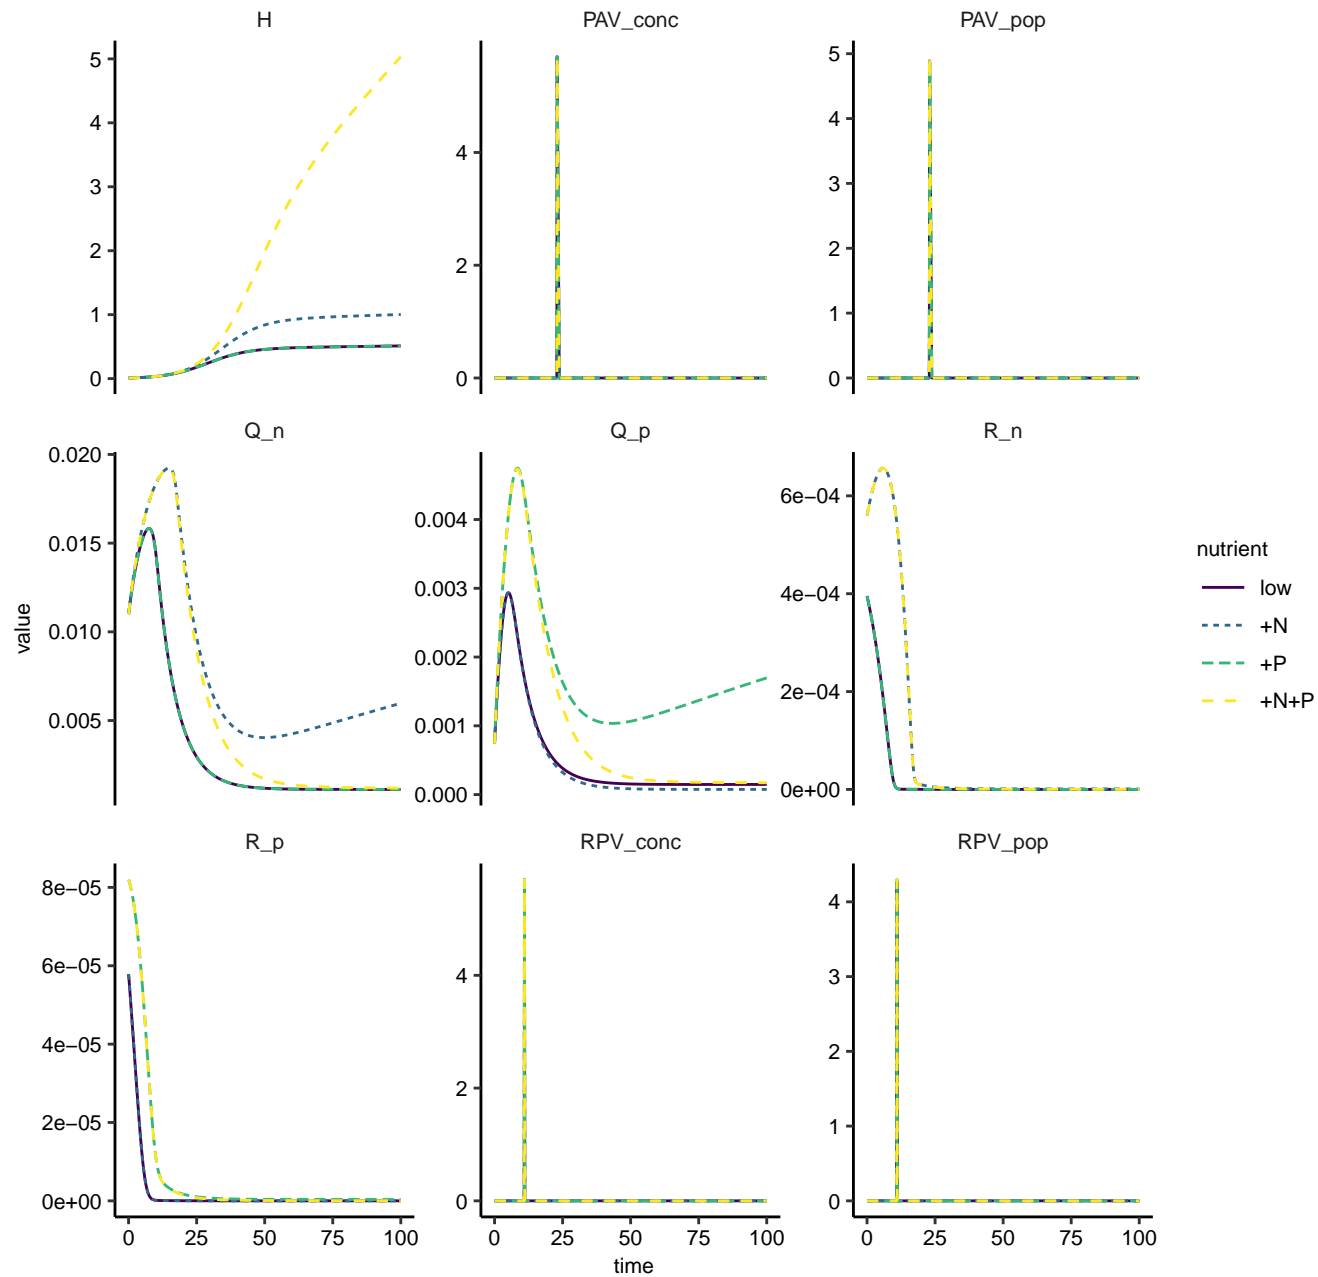 H
PAV_conc
PAV_pop
5
4
3
2
1
0
4
2
0
5
4
3
2
1
0
Q_n
Q_p
R_n
0.020
0.015
0.010
0.005
0.004
0.003
0.002
0.001
0.000
6e−04
4e−04
2e−04
0e+00
value
nutrient
low
+N
+P
+N+P
R_p
RPV_conc
RPV_pop
8e−05
6e−05
4e−05
2e−05
0e+00
4
2
0
4
3
2
1
0
0 25 50 75 100
0 25 50 75 100
0 25 50 75 100
time